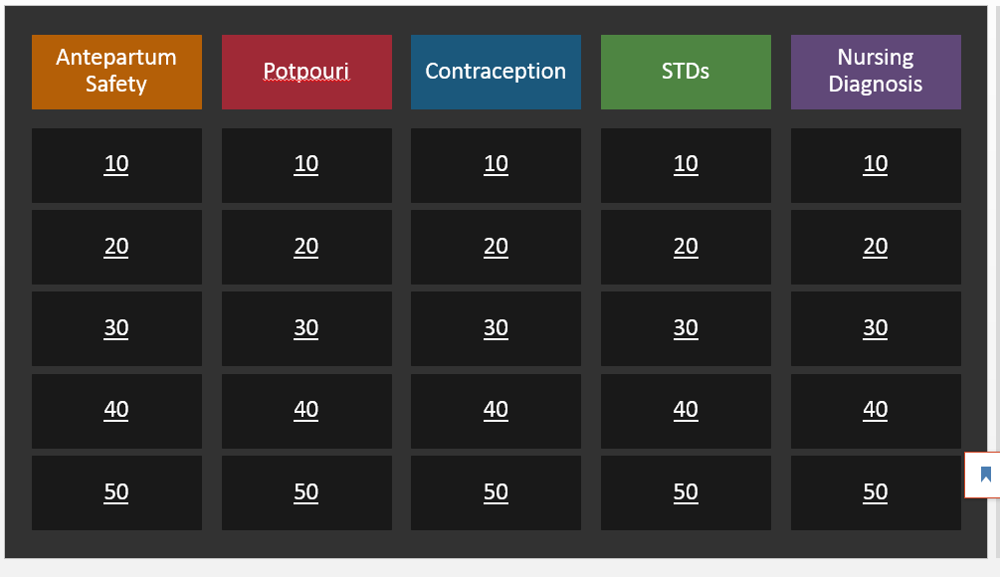 Antepartum
Safety
Potpouri
Contraception
STDs
Nursing
Diagnosis
10 10 10 10 10
20 20 20 20 20
30 30 30 30 30
40 40 40 40 40
50 50 50 50 50